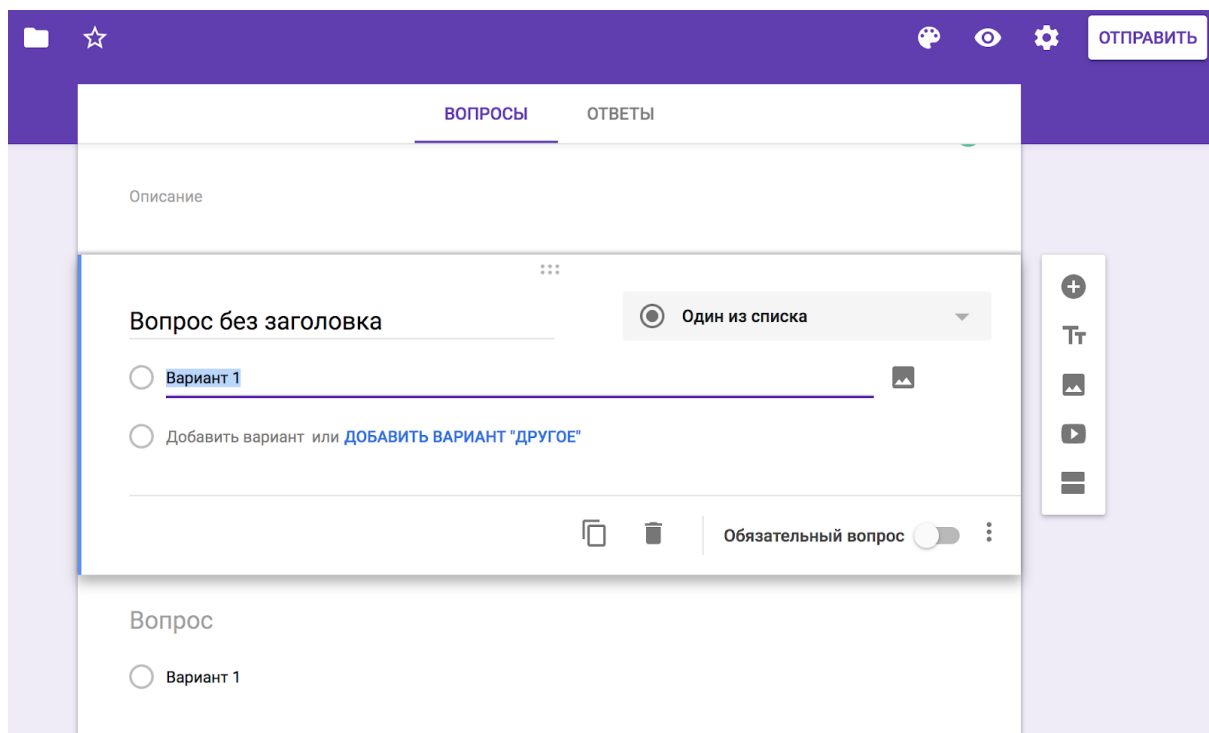 ОТПРАВИТЬ
ВОПРОСЫ ОТВЕТЫ
Описание
Вопрос без заголовка
Один из списка
Вариант 1
Добавить вариант или ДОБАВИТЬ ВАРИАНТ "ДРУГОЕ"
Обязательный вопрос
Вопрос
Вариант 1